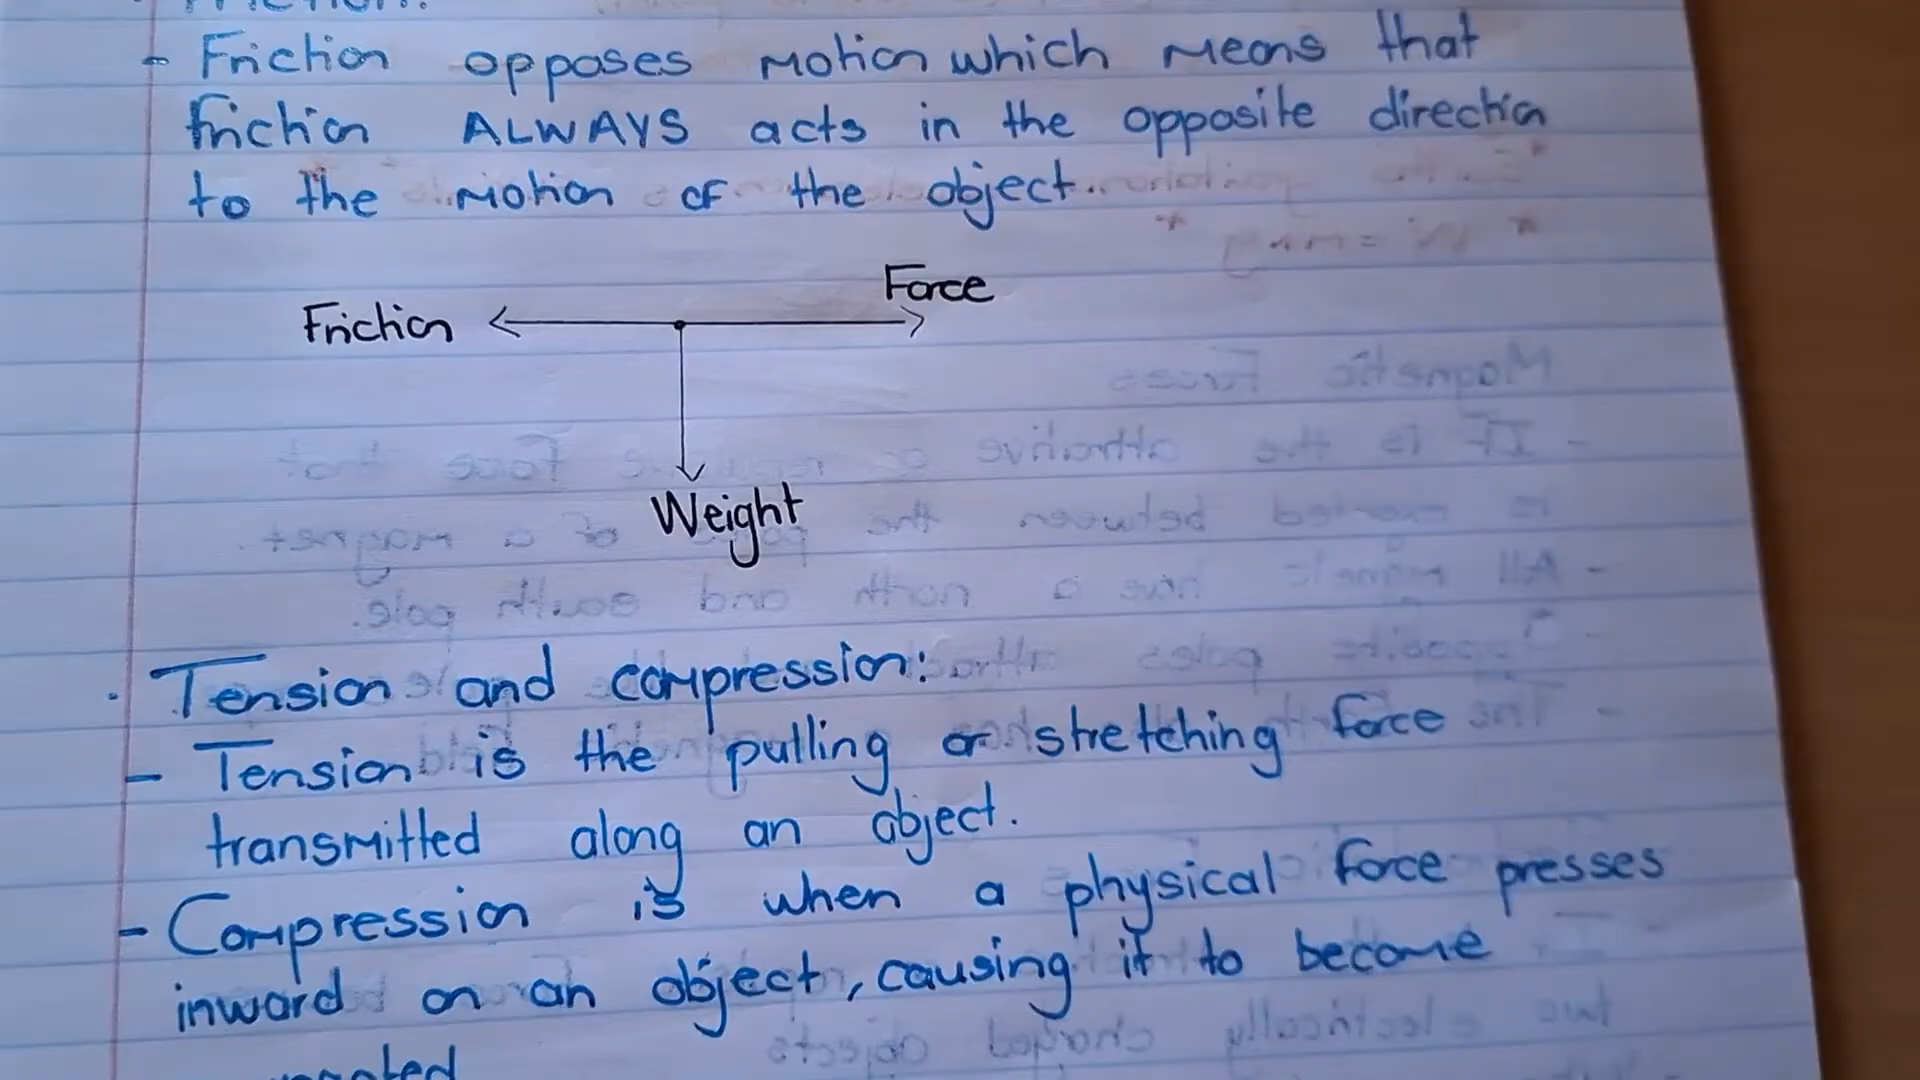 Friction:
- Friction opposes motion which means that
friction ALWAYS acts in the opposite direction
to the motion of the object.
Force
Friction
Weight
· Tension and compression:
- Tension is the pulling or stretching force
transmitted along an object.
- Compression is when a physical force presses
inward on an object, causing it to become